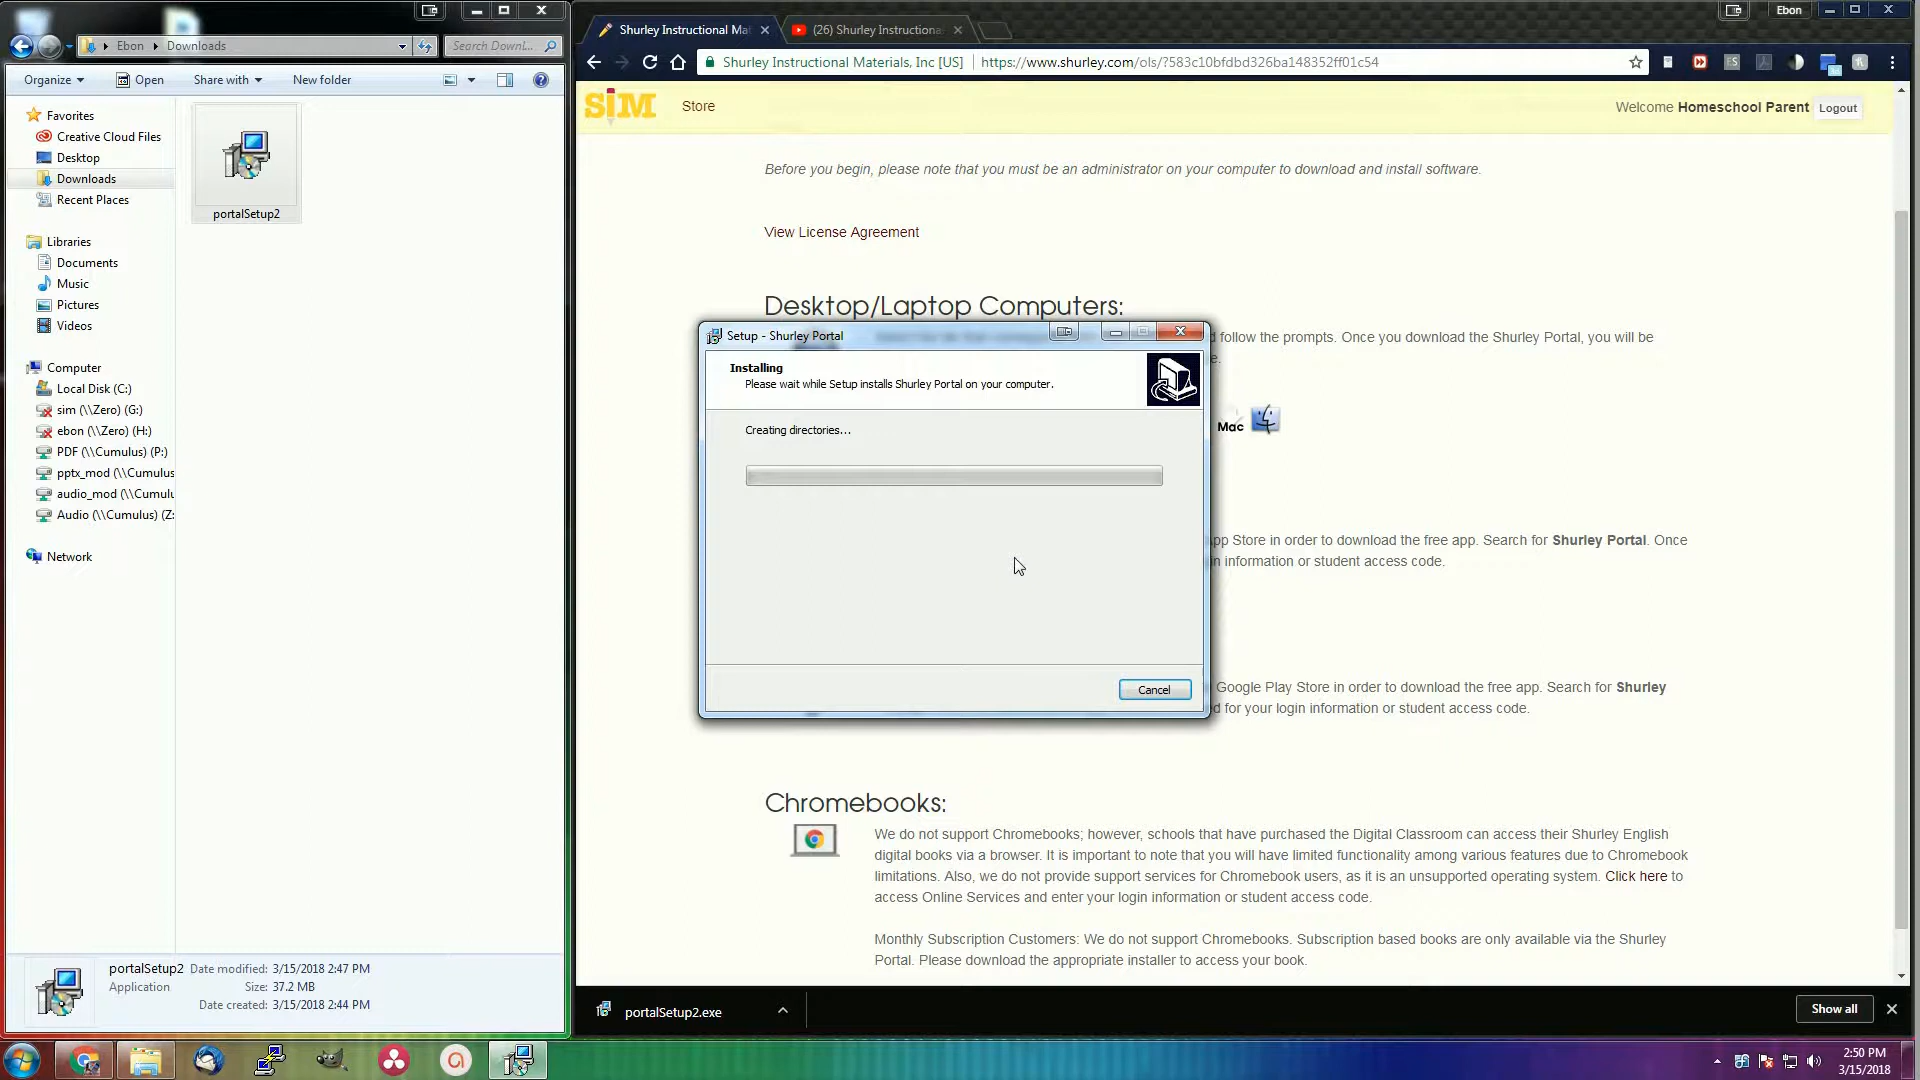 Ebon
Downloads
Search Downl...
Organize
Open
Share with
New folder
Favorites
Creative Cloud Files
Desktop
Downloads
Recent Places
Libraries
Documents
Music
Pictures
Videos
Computer
Local Disk (C:)
sim (\\Zero) (G:)
ebon (\\Zero) (H:)
PDF (\\Cumulus) (P:)
pptx_mod (\\Cumulus
audio_mod (\\Cumulu
Audio (\\Cumulus) (Z:
Network
portalSetup2
portalSetup2 Date modified: 3/15/2018 2:47 PM
Application Size: 37.2 MB
Date created: 3/15/2018 2:44 PM
Shurley Instructional Mat
(26) Shurley Instructiona
Ebon
Shurley Instructional Materials, Inc [US] https://www.shurley.com/ols/?583c10bfdbd326ba148352ff01c54
SiM
Store
Welcome Homeschool Parent
Logout
Before you begin, please note that you must be an administrator on your computer to download and install software.
View License Agreement
Desktop/Laptop Computers:
d follow the prompts. Once you download the Shurley Portal, you will be
e.
Mac
pp Store in order to download the free app. Search for Shurley Portal. Once
n information or student access code.
Google Play Store in order to download the free app. Search for Shurley
d for your login information or student access code.
Setup - Shurley Portal
Installing
Please wait while Setup installs Shurley Portal on your computer.
Creating directories...
Cancel
Chromebooks:
We do not support Chromebooks; however, schools that have purchased the Digital Classroom can access their Shurley English
digital books via a browser. It is important to note that you will have limited functionality among various features due to Chromebook
limitations. Also, we do not provide support services for Chromebook users, as it is an unsupported operating system. Click here to
access Online Services and enter your login information or student access code.
Monthly Subscription Customers: We do not support Chromebooks. Subscription based books are only available via the Shurley
Portal. Please download the appropriate installer to access your book.
portalSetup2.exe
Show all
2:50 PM
3/15/2018